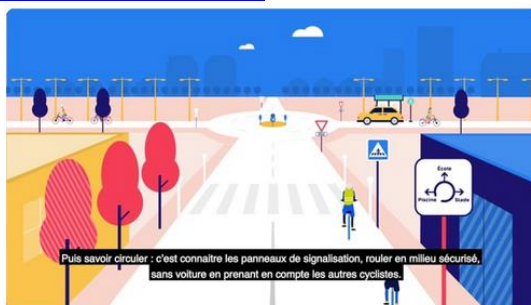 École
Piscine Stade
Puis savoir circuler : c'est connaitre les panneaux de signalisation, rouler en milieu sécurisé,
sans voiture en prenant en compte les autres cyclistes.